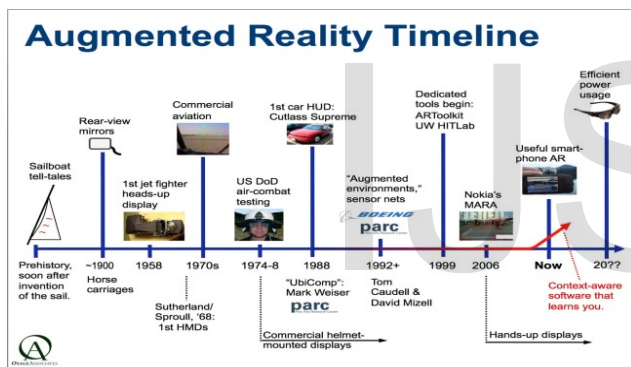 Augmented Reality Timeline
Sailboat
tell-tales
Rear-view
mirrors
1st jet fighter
heads-up
display
Commercial
aviation
US DoD
air-combat
testing
1st car HUD:
Cutlass Supreme
"Augmented
environments,"
sensor nets
BOEING
parc
Dedicated
tools begin:
ARToolkit
UW HITLab
Nokia's
MARA
Useful smart-
phone AR
Efficient
power
usage
Prehistory,
soon after
invention
of the sail.
~1900
Horse
carriages
1958
1970s
1974-8
1988
1992+
1999
2006
Now
20??
Sutherland/
Sproull, '68:
1st HMDs
"UbiComp":
Mark Weiser
parc
Tom
Caudell &
David Mizell
Context-aware
software that
learns you.
Commercial helmet-
mounted displays
Hands-up displays
IJS